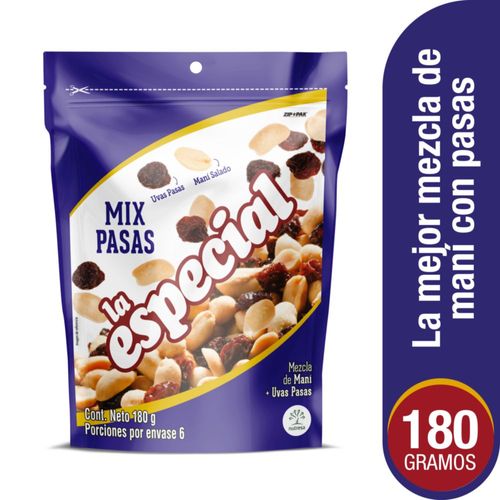 ZIP•PAK
Uvas Pasas
Maní Salado
MIX
PASAS
la
especial
Mezcla
de Maní
+ Uvas Pasas
Cont. Neto 180 g
Porciones por envase 6
nutresa
La mejor mezcla de
maní con pasas
180
GRAMOS